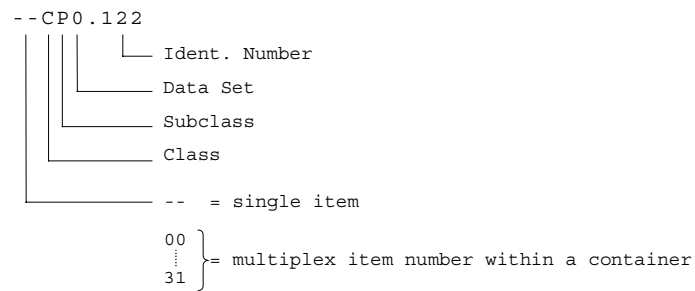 --CP0.122
Ident. Number
Data Set
Subclass
Class
-- = single item
00
31
= multiplex item number within a container